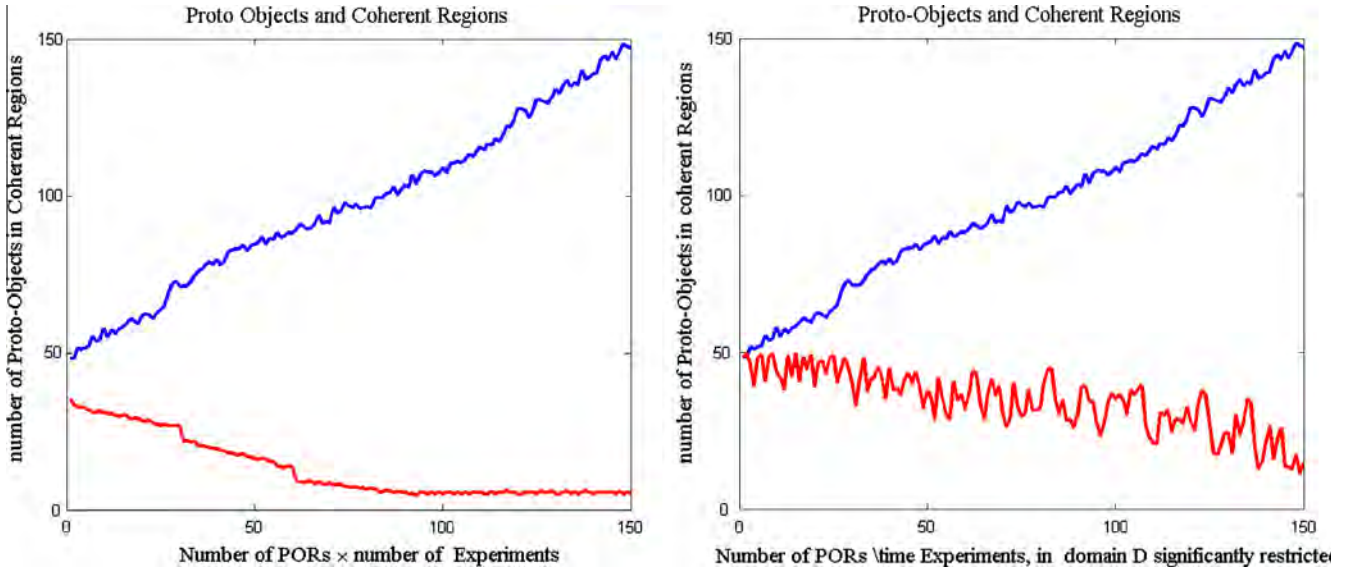 Proto Objects and Coherent Regions
number of Proto-Objects in Coherent Regions
150
100
50
0
0
50
100
150
Number of PORs × number of Experiments
Proto-Objects and Coherent Regions
number of Proto-Objects in coherent Regions
150
100
50
0
0
50
100
150
Number of PORs \time Experiments, in domain D significantly restricted